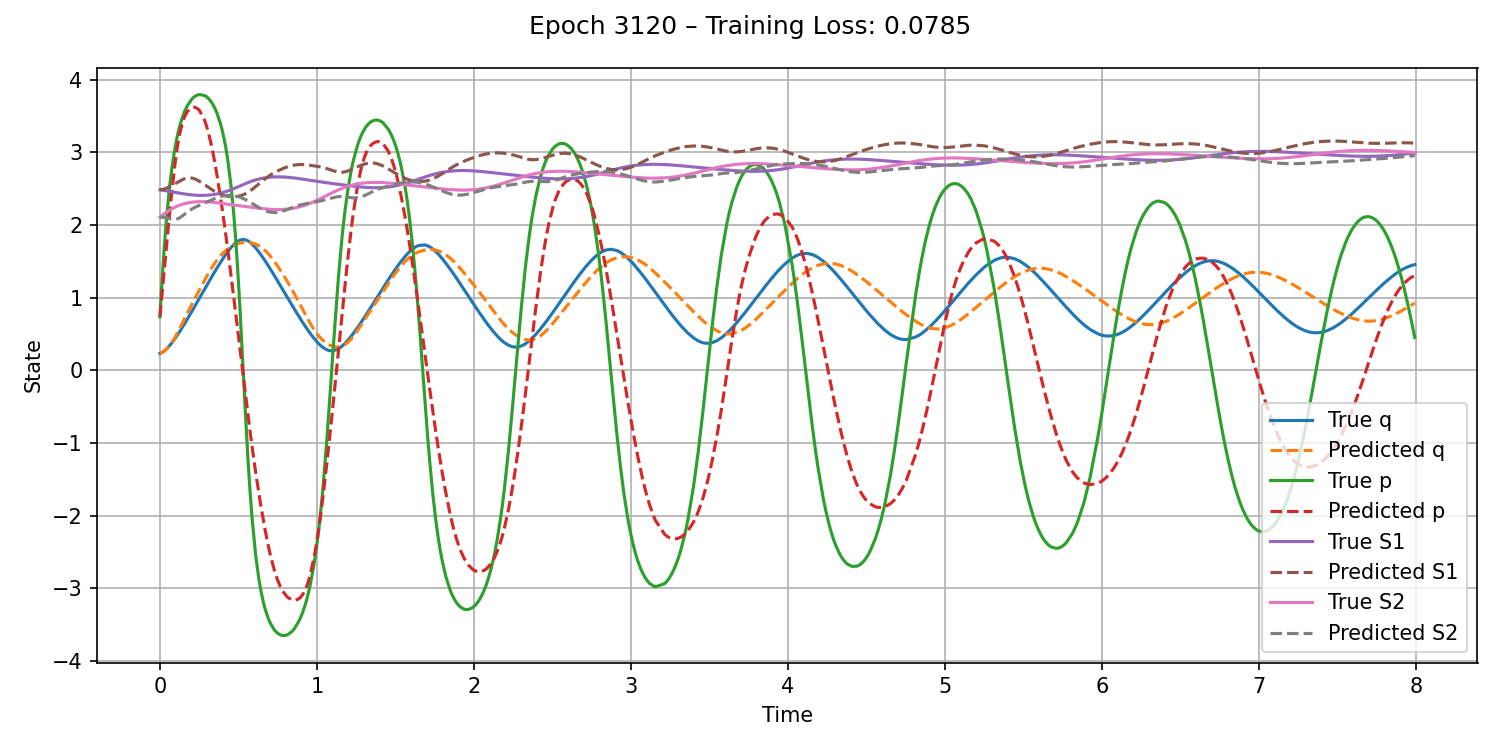 Epoch 3120 – Training Loss: 0.0785
4
3
2
1
0
−1
−2
−3
−4
State
0 1 2 3 4 5 6 7 8
Time
True q
Predicted q
True p
Predicted p
True S1
Predicted S1
True S2
Predicted S2